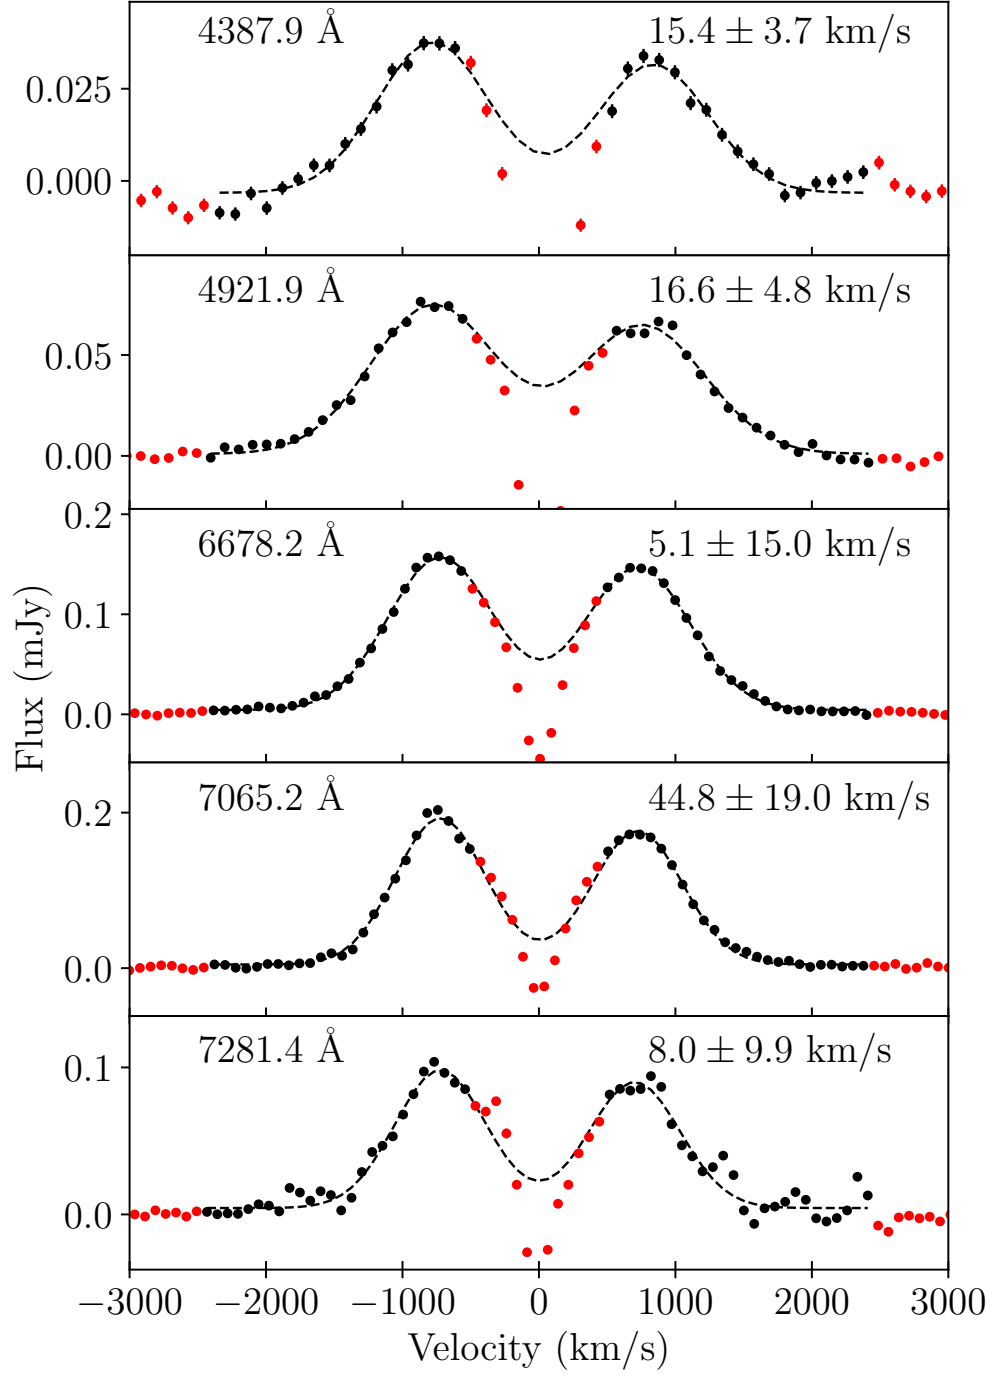 4387.9 Å 15.4 ± 3.7 km/s
0.025
0.000
4921.9 Å 16.6 ± 4.8 km/s
0.05
0.00
0.2
6678.2 Å 5.1 ± 15.0 km/s
0.1
0.0
Flux (mJy)
7065.2 Å 44.8 ± 19.0 km/s
0.2
0.0
7281.4 Å 8.0 ± 9.9 km/s
0.1
0.0
−3000 −2000 −1000 0 1000 2000 3000
Velocity (km/s)